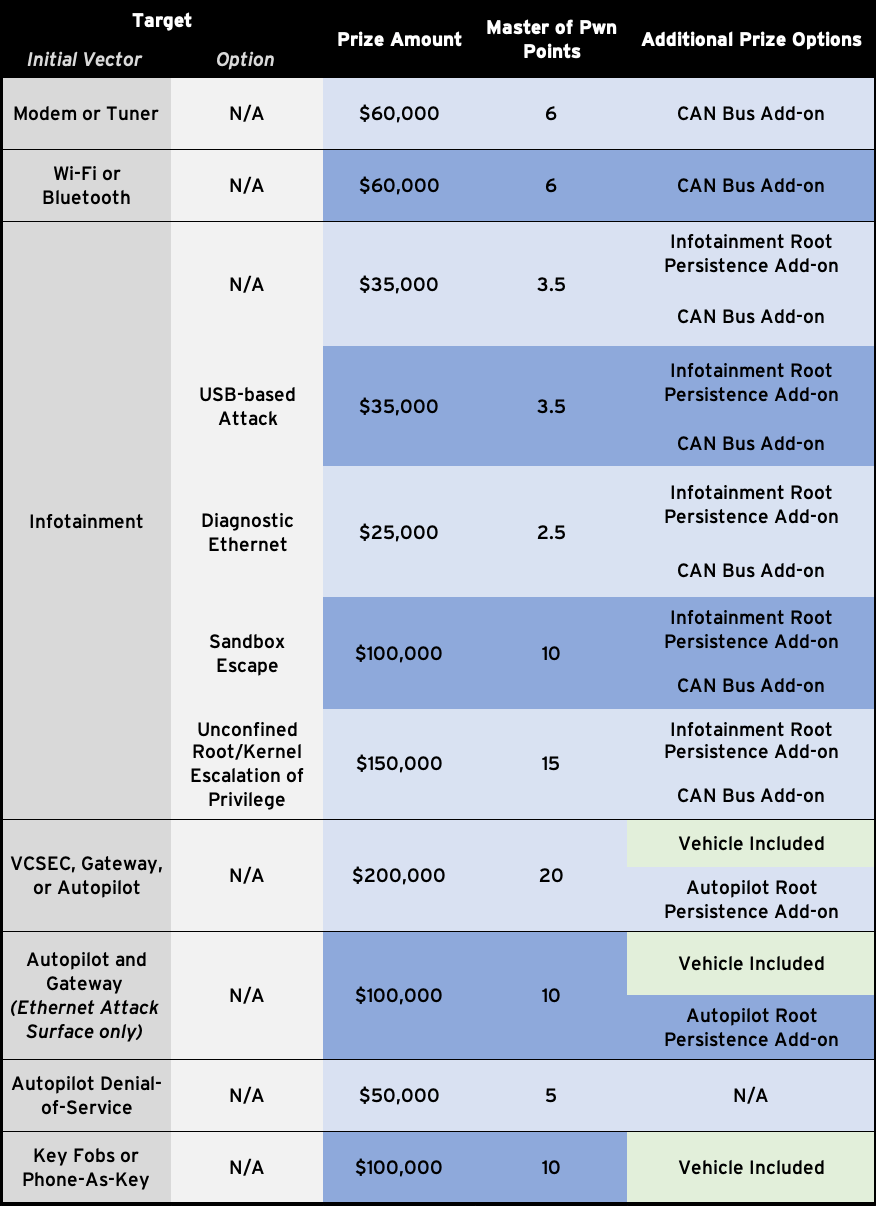 Target
Initial Vector
Option
Prize Amount
Master of Pwn
Points
Additional Prize Options
Modem or Tuner
N/A
$60,000
6
CAN Bus Add-on
Wi-Fi or
Bluetooth
N/A
$60,000
6
CAN Bus Add-on
Infotainment
N/A
$35,000
3.5
Infotainment Root
Persistence Add-on
CAN Bus Add-on
USB-based
Attack
$35,000
3.5
Infotainment Root
Persistence Add-on
CAN Bus Add-on
Diagnostic
Ethernet
$25,000
2.5
Infotainment Root
Persistence Add-on
CAN Bus Add-on
Sandbox
Escape
$100,000
10
Infotainment Root
Persistence Add-on
CAN Bus Add-on
Unconfined
Root/Kernel
Escalation of
Privilege
$150,000
15
Infotainment Root
Persistence Add-on
CAN Bus Add-on
VCSEC, Gateway,
or Autopilot
N/A
$200,000
20
Vehicle Included
Autopilot Root
Persistence Add-on
Autopilot and
Gateway
(Ethernet Attack
Surface only)
N/A
$100,000
10
Vehicle Included
Autopilot Root
Persistence Add-on
Autopilot Denial-
of-Service
N/A
$50,000
5
N/A
Key Fobs or
Phone-As-Key
N/A
$100,000
10
Vehicle Included